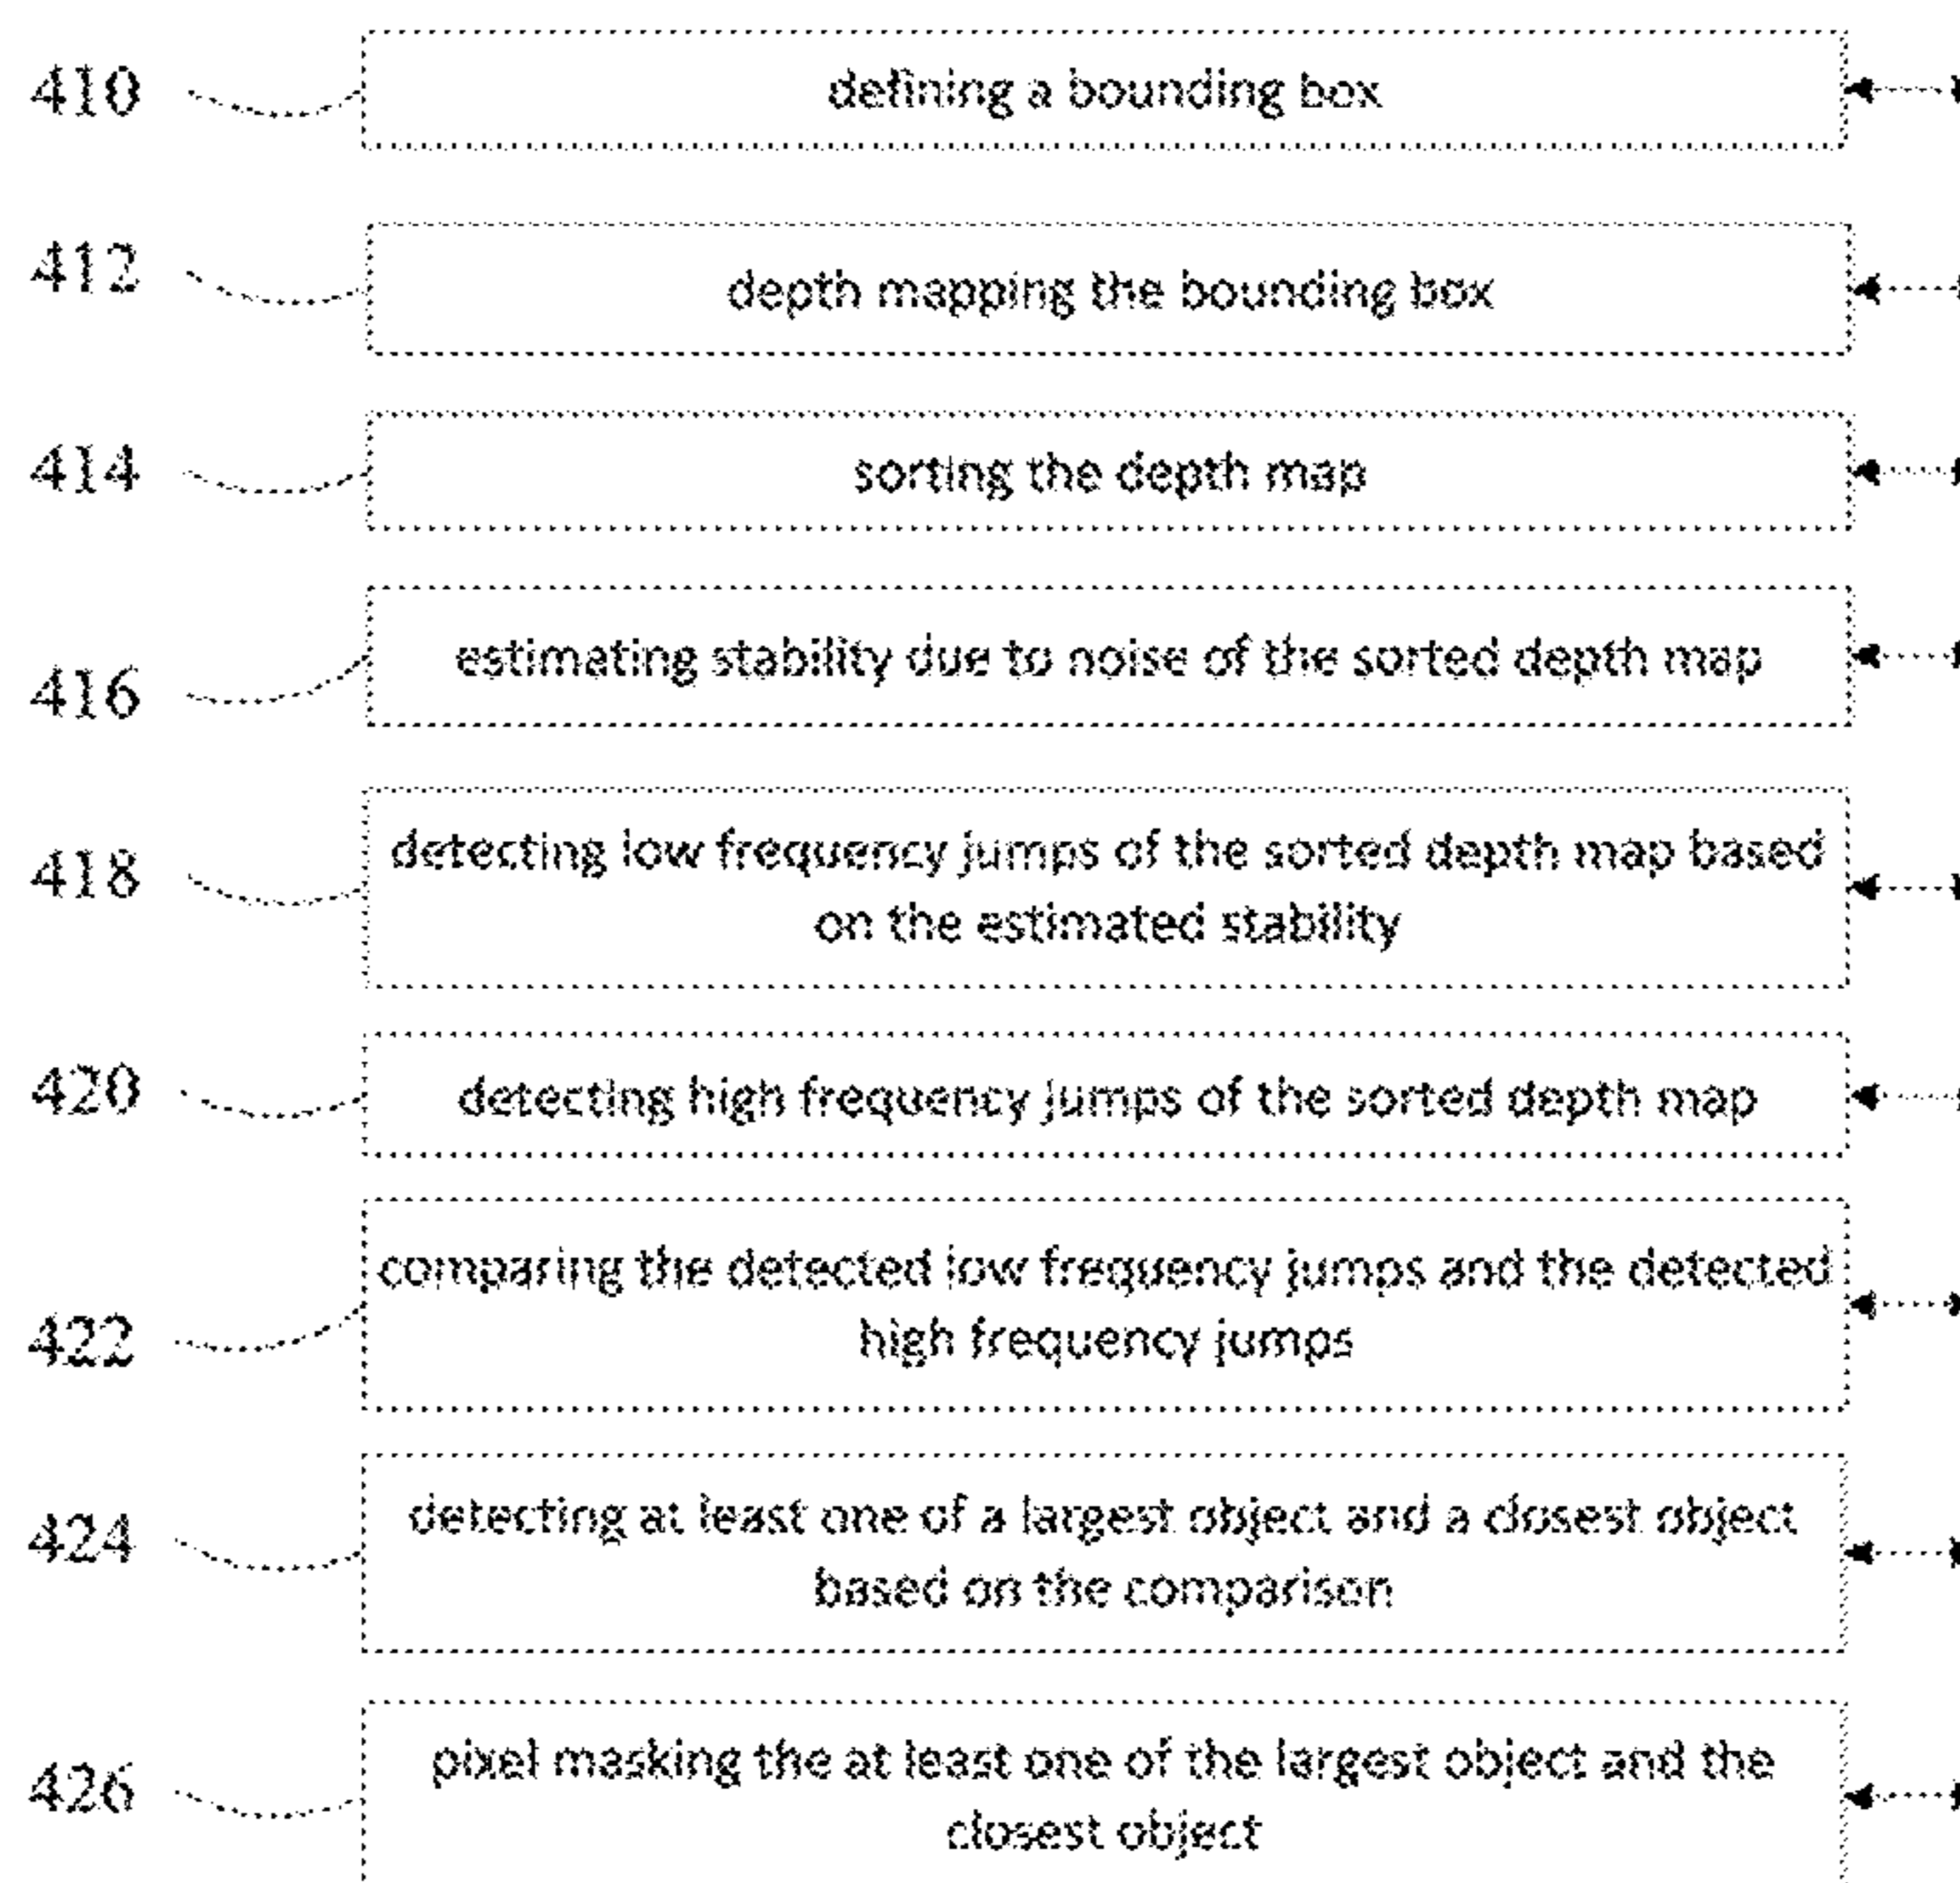 410
defining a bounding box
412
depth mapping the bounding box
414
sorting the depth map
416
estimating stability due to noise of the sorted depth map
418
detecting low frequency jumps of the sorted depth map based
on the estimated stability
420
detecting high frequency jumps of the sorted depth map
422
comparing the detected low frequency jumps and the detected
high frequency jumps
424
detecting at least one of a largest object and a closest object
based on the comparison
426
pixel masking the at least one of the largest object and the
closest object